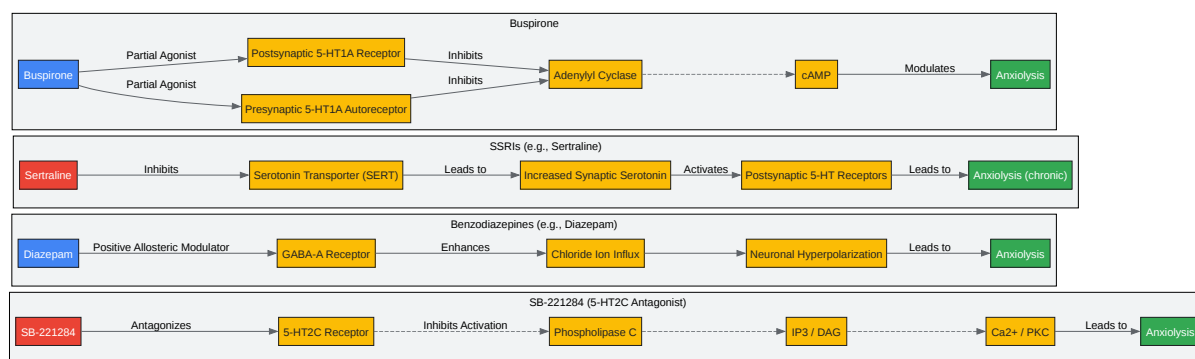 Buspirone
Partial Agonist
Postsynaptic 5-HT1A Receptor
Inhibits
Buspirone
Adenylyl Cyclase
cAMP
Modulates
Anxiolysis
Partial Agonist
Inhibits
Presynaptic 5-HT1A Autoreceptor
SSRIs (e.g., Sertraline)
Sertraline
Inhibits
Serotonin Transporter (SERT)
Leads to
Increased Synaptic Serotonin
Activates
Postsynaptic 5-HT Receptors
Leads to
Anxiolysis (chronic)
Benzodiazepines (e.g., Diazepam)
Diazepam
Positive Allosteric Modulator
GABA-A Receptor
Enhances
Chloride Ion Influx
Neuronal Hyperpolarization
Leads to
Anxiolysis
SB-221284 (5-HT2C Antagonist)
SB-221284
Antagonizes
5-HT2C Receptor
Inhibits Activation
Phospholipase C
IP3 / DAG
Ca2+ / PKC
Leads to
Anxiolysis